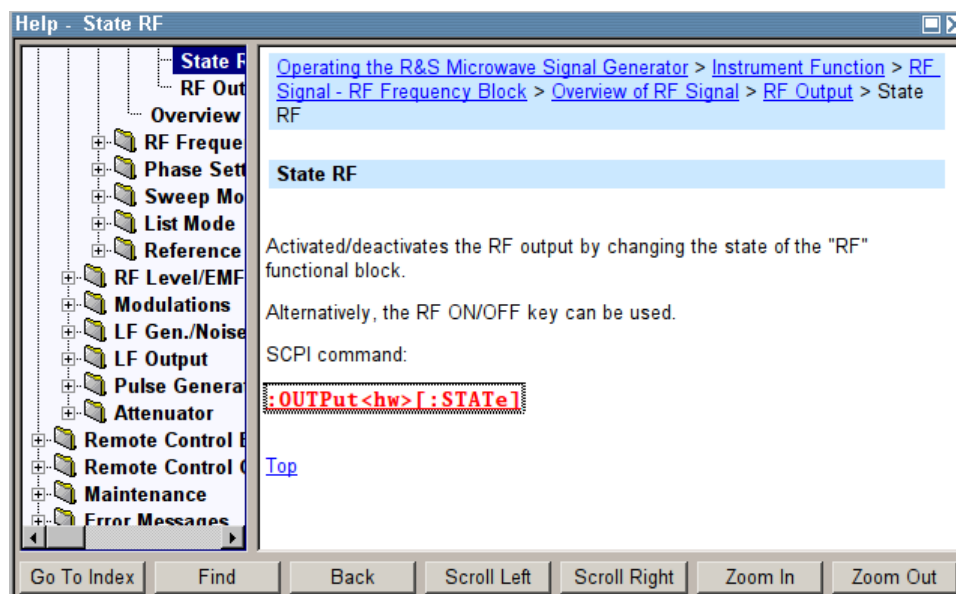 Help - State RF
State R
RF Out
Overview
RF Freque
Phase Sett
Sweep Mo
List Mode
Reference
RF Level/EMF
Modulations
LF Gen./Noise
LF Output
Pulse Genera
Attenuator
Remote Control B
Remote Control C
Maintenance
Error Messages
Operating the R&S Microwave Signal Generator > Instrument Function > RF
Signal - RF Frequency Block > Overview of RF Signal > RF Output > State
RF
State RF
Activated/deactivates the RF output by changing the state of the "RF"
functional block.
Alternatively, the RF ON/OFF key can be used.
SCPI command:
:OUTPut<hw>[:STATe]
Top
Go To Index
Find
Back
Scroll Left
Scroll Right
Zoom In
Zoom Out